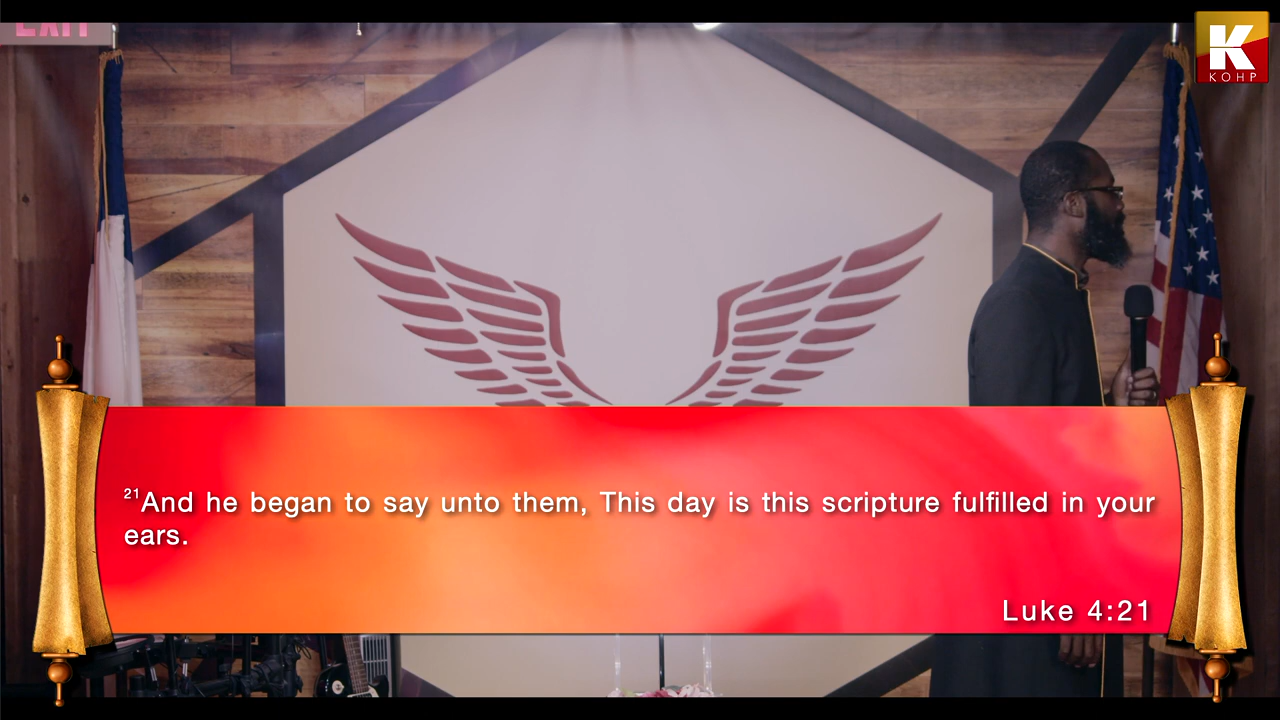 EXIT
K
KOHP
21And he began to say unto them, This day is this scripture fulfilled in your
ears.
Luke 4:21